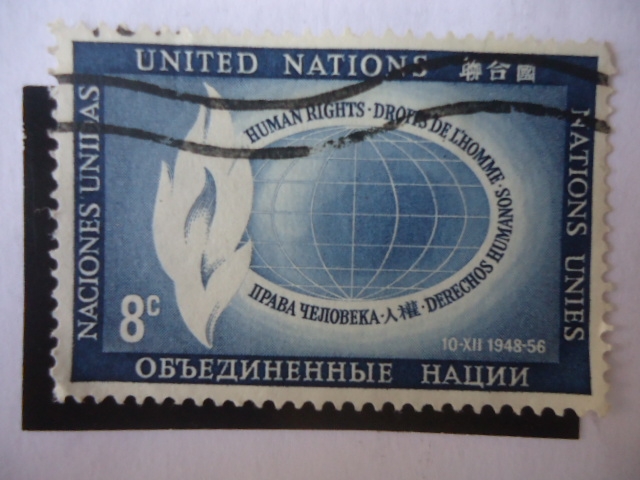 UNITED NATIONS 聯合國
NACIONES UNIDAS
NATIONS UNIES
HUMAN RIGHTS · DROITS DE L'HOMME · DERECHOS HUMANOS
ПРАВА ЧЕЛОВЕКА · 人權 ·
8c
10-XII 1948-56
ОБЪЕДИНЕННЫЕ НАЦИИ